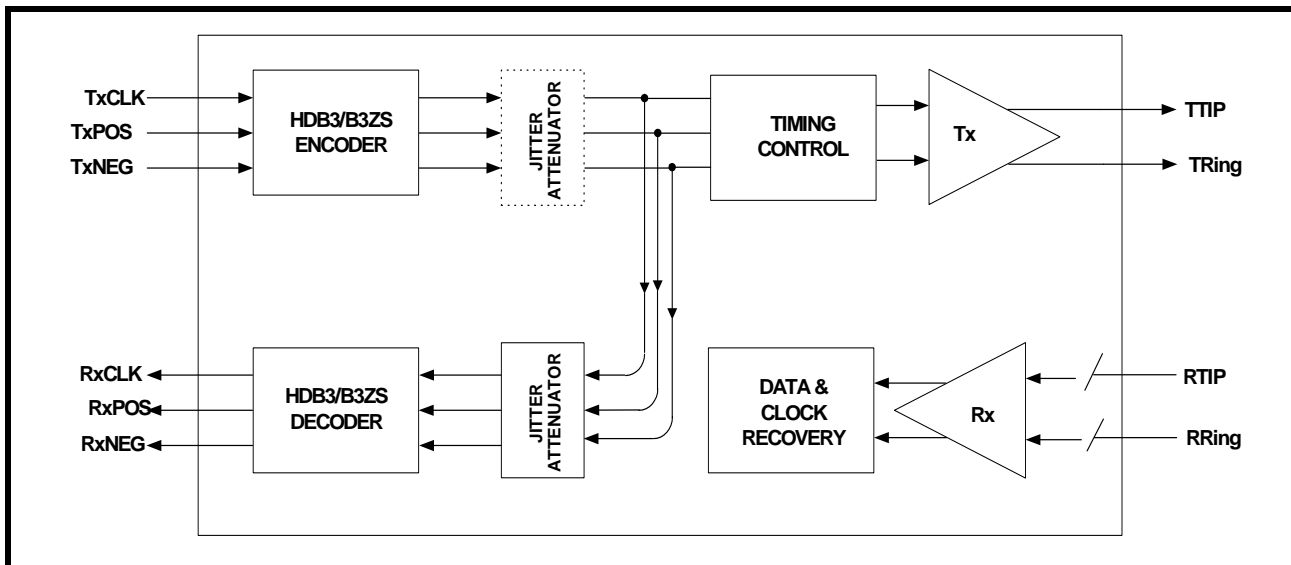 TxCLK
TxPOS
TxNEG
HDB3/B3ZS
ENCODER
JITTER
ATTENUATOR
TIMING
CONTROL
Tx
TTIP
TRing
RxCLK
RxPOS
RxNEG
HDB3/B3ZS
DECODER
JITTER
ATTENUATOR
DATA &
CLOCK
RECOVERY
Rx
RTIP
RRing